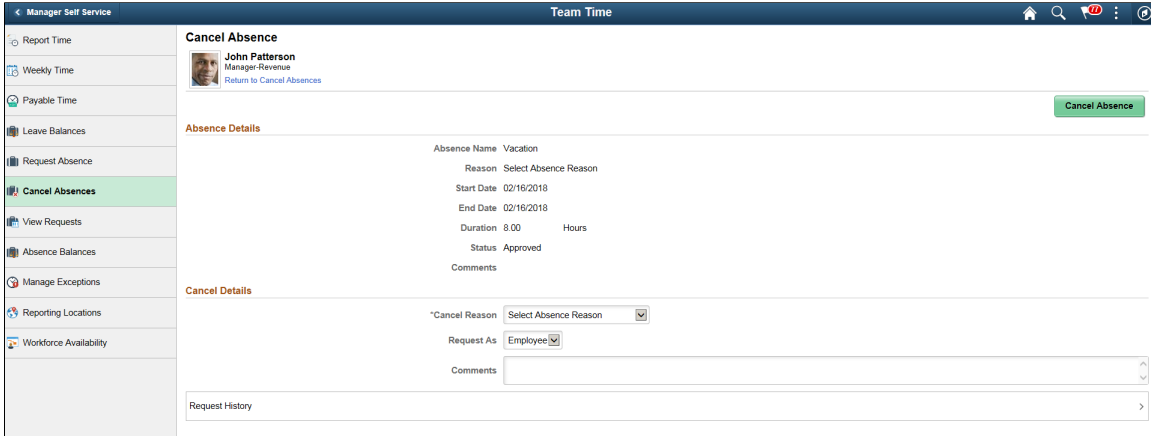 Manager Self Service
Team Time
77
Report Time
Weekly Time
Payable Time
Leave Balances
Request Absence
Cancel Absences
View Requests
Absence Balances
Manage Exceptions
Reporting Locations
Workforce Availability
Cancel Absence
John Patterson
Manager-Revenue
Return to Cancel Absences
Cancel Absence
Absence Details
Absence Name Vacation
Reason Select Absence Reason
Start Date 02/16/2018
End Date 02/16/2018
Duration 8.00 Hours
Status Approved
Comments
Cancel Details
*Cancel Reason Select Absence Reason
Request As Employee
Comments
Request History